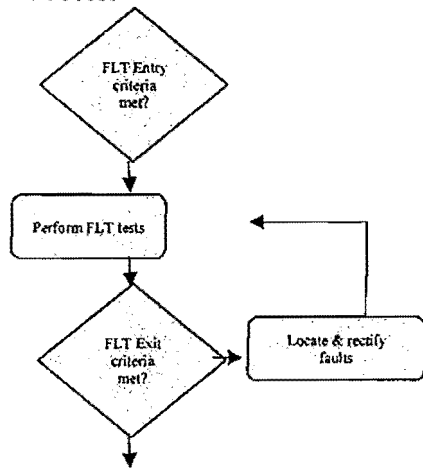 FLT Entry
criteria
met?
Perform FLT tests
FLT Exit
criteria
met?
Locate & rectify
faults